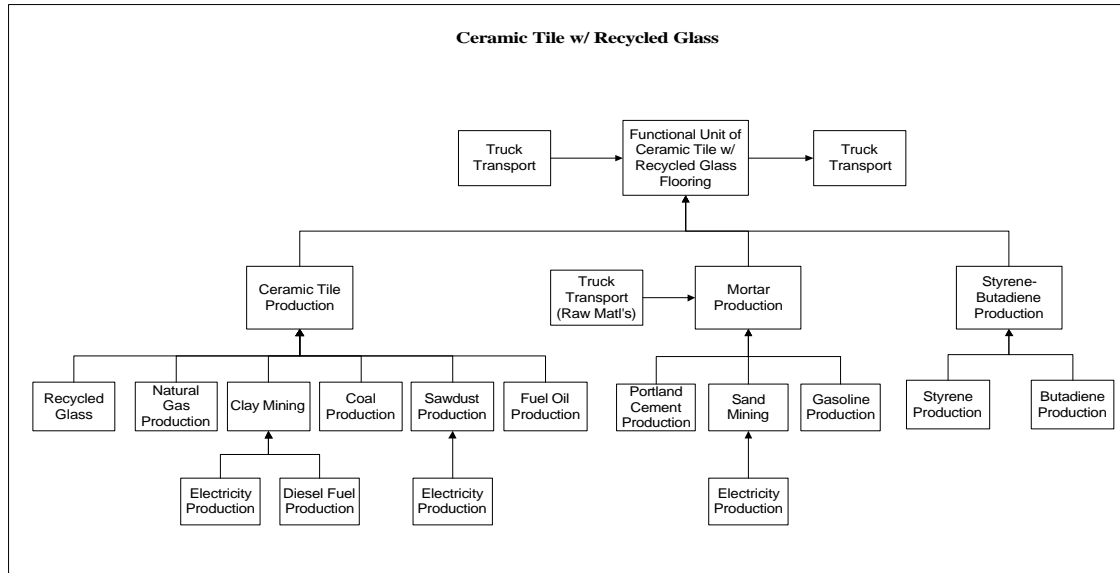 Ceramic Tile w/ Recycled Glass
Truck
Transport
Functional Unit of
Ceramic Tile w/
Recycled Glass
Flooring
Truck
Transport
Ceramic Tile
Production
Truck
Transport
(Raw Matl's)
Mortar
Production
Styrene-
Butadiene
Production
Recycled
Glass
Natural
Gas
Production
Clay Mining
Coal
Production
Sawdust
Production
Fuel Oil
Production
Portland
Cement
Production
Sand
Mining
Gasoline
Production
Styrene
Production
Butadiene
Production
Electricity
Production
Diesel Fuel
Production
Electricity
Production
Electricity
Production